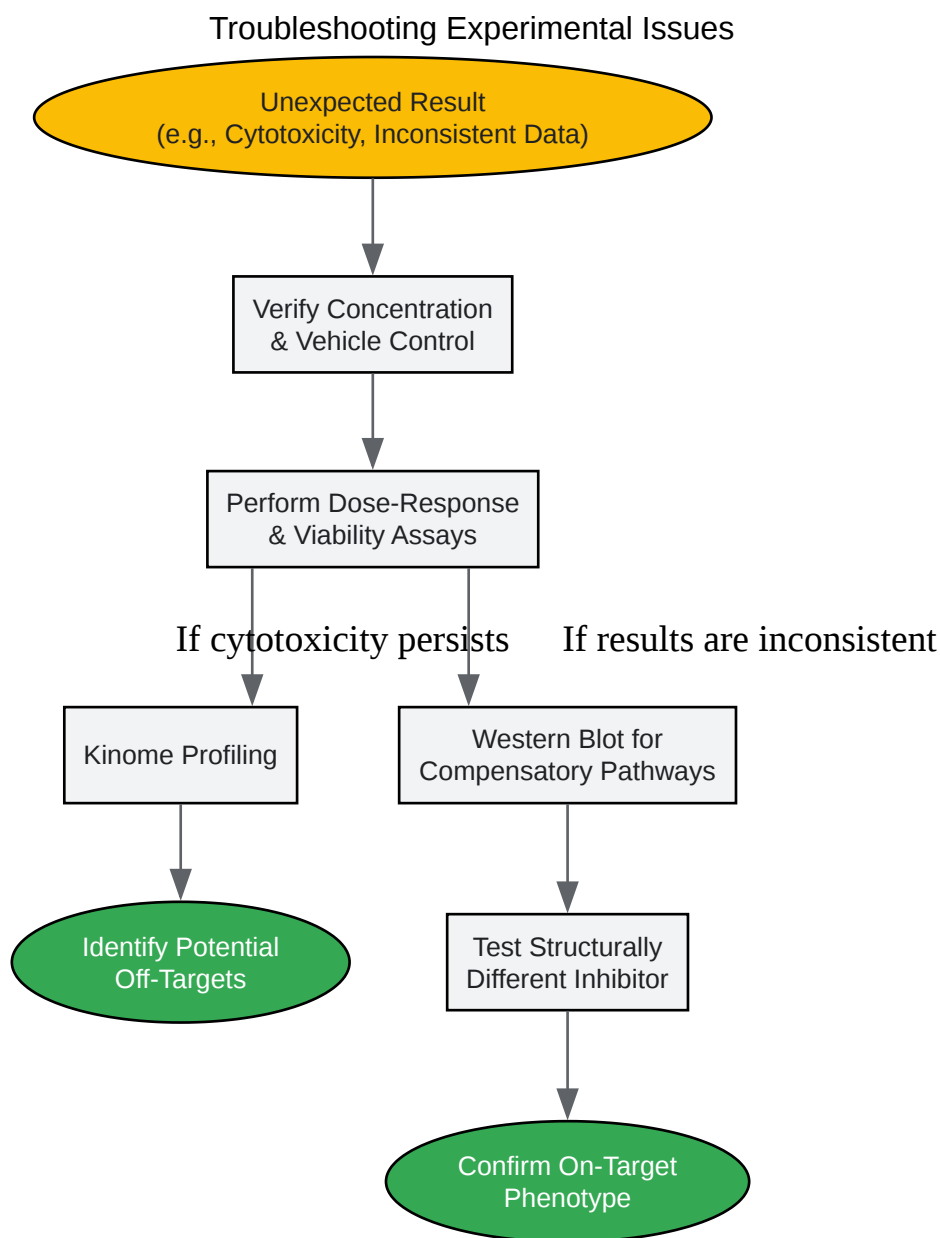 Troubleshooting Experimental Issues
Unexpected Result
(e.g., Cytotoxicity, Inconsistent Data)
Verify Concentration
& Vehicle Control
Perform Dose-Response
& Viability Assays
If cytotoxicity persists
If results are inconsistent
Kinome Profiling
Western Blot for
Compensatory Pathways
Identify Potential
Off-Targets
Test Structurally
Different Inhibitor
Confirm On-Target
Phenotype